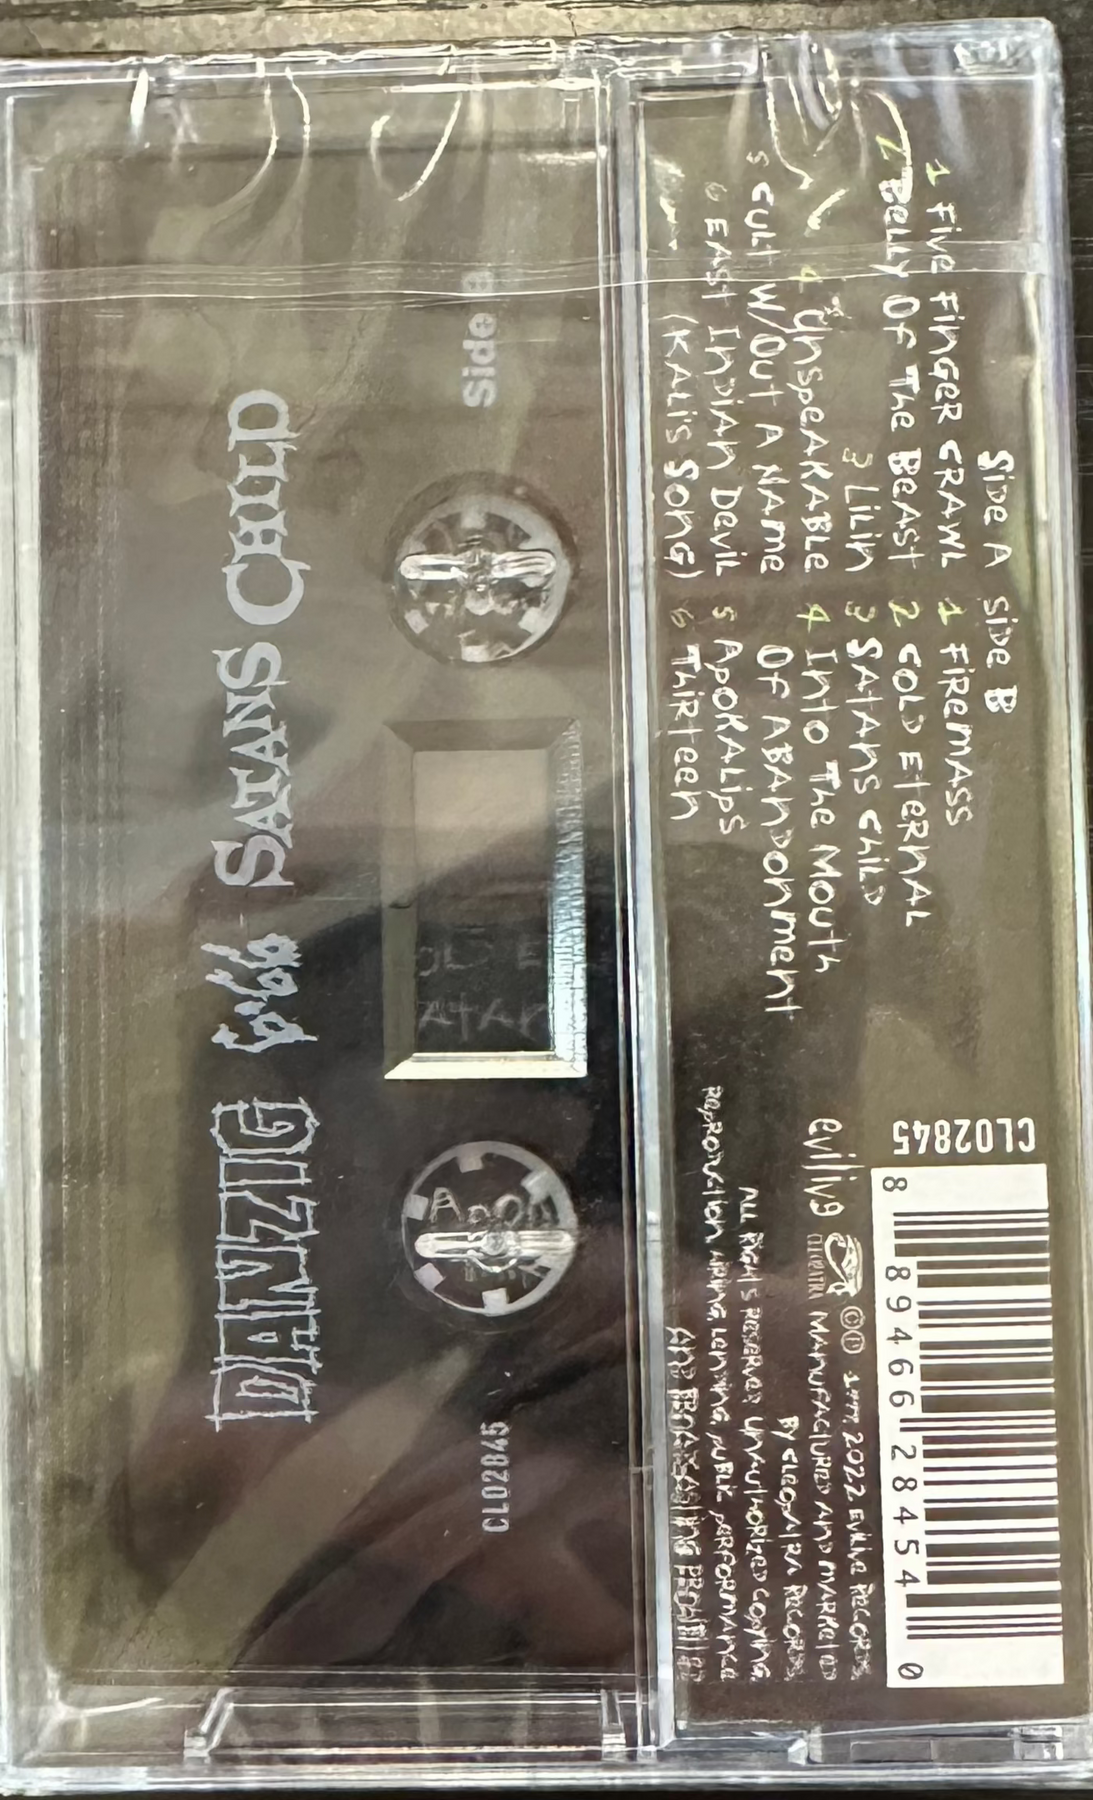 Side A
1 Five Finger Crawl
2 Belly Of The Beast
3 Lilin
4 Unspeakable
5 Cult W/Out A Name
6 East Indian Devil
(Kali's Song)
Side B
1 Firemass
2 Cold Eternal
3 Satans Child
4 Into The Mouth
Of Abandonment
5 Apokalips
6 Thirteen
CLO2845
8 89466 28454 0
evilive
CLEOPATRA
©℗ 1999, 2022 Evilive Records
Manufactured and Marketed
By Cleopatra Records
All Rights Reserved Unauthorized Copying,
Reproduction, Hiring, Lending, Public Performance
And Broadcasting Prohibited
Side
DANZIG 6:66 SATANS CHILD
CLO2845